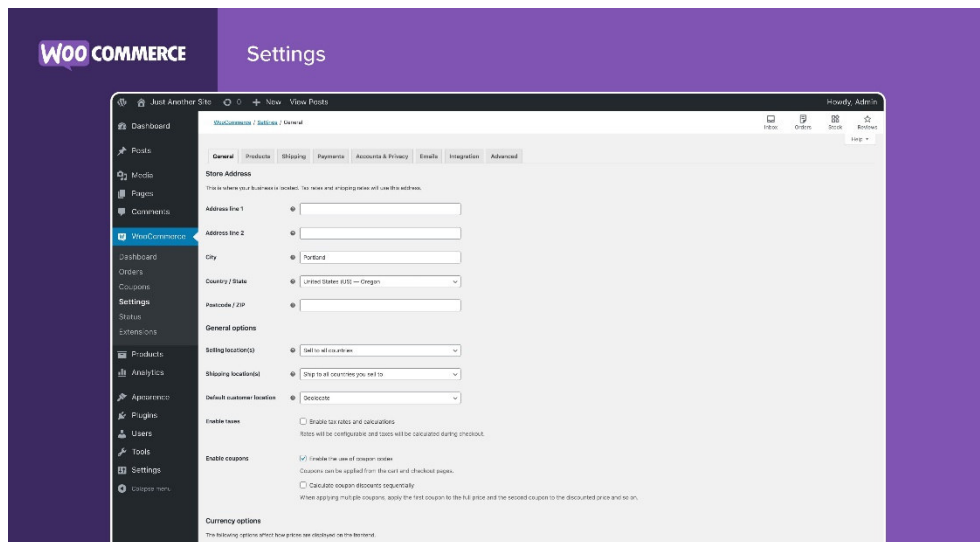 WOO COMMERCE
Settings
Just Another Site 0 + New View Posts Howdy, Admin
WooCommerce / Settings / General
Inbox Orders Stock Reviews
Help
General Products Shipping Payments Accounts & Privacy Emails Integration Advanced
Dashboard
Posts
Media
Pages
Comments
WooCommerce
Dashboard
Orders
Coupons
Settings
Status
Extensions
Products
Analytics
Apearence
Plugins
Users
Tools
Settings
Collapse menu
Store Address
This is where your business is located. Tax rates and shipping rates will use this address.
Address line 1
Address line 2
City Portland
Country / State United States (US) — Oregon
Postcode / ZIP
General options
Selling location(s) Sell to all countries
Shipping location(s) Ship to all countries you sell to
Default customer location Geolocate
Enable taxes Enable tax rates and calculations
Rates will be configurable and taxes will be calculated during checkout.
Enable coupons Enable the use of coupon codes
Coupons can be applied from the cart and checkout pages.
Calculate coupon discounts sequentially
When applying multiple coupons, apply the first coupon to the full price and the second coupon to the discounted price and so on.
Currency options
The following options affect how prices are displayed on the frontend.